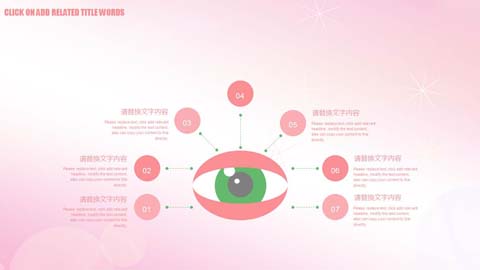 CLICK ON ADD RELATED TITLE WORDS
04
请替换文字内容
Please replace text, click add relevant
headline, modify the text content,
also can copy your content to this
directly.
03
05
请替换文字内容
Please replace text, click add relevant
headline, modify the text content,
also can copy your content to this
directly.
请替换文字内容
Please replace text, click add relevant
headline, modify the text content,
also can copy your content to this
directly.
02
06
请替换文字内容
Please replace text, click add relevant
headline, modify the text content,
also can copy your content to this
directly.
请替换文字内容
Please replace text, click add relevant
headline, modify the text content,
also can copy your content to this
directly.
01
07
请替换文字内容
Please replace text, click add relevant
headline, modify the text content,
also can copy your content to this
directly.